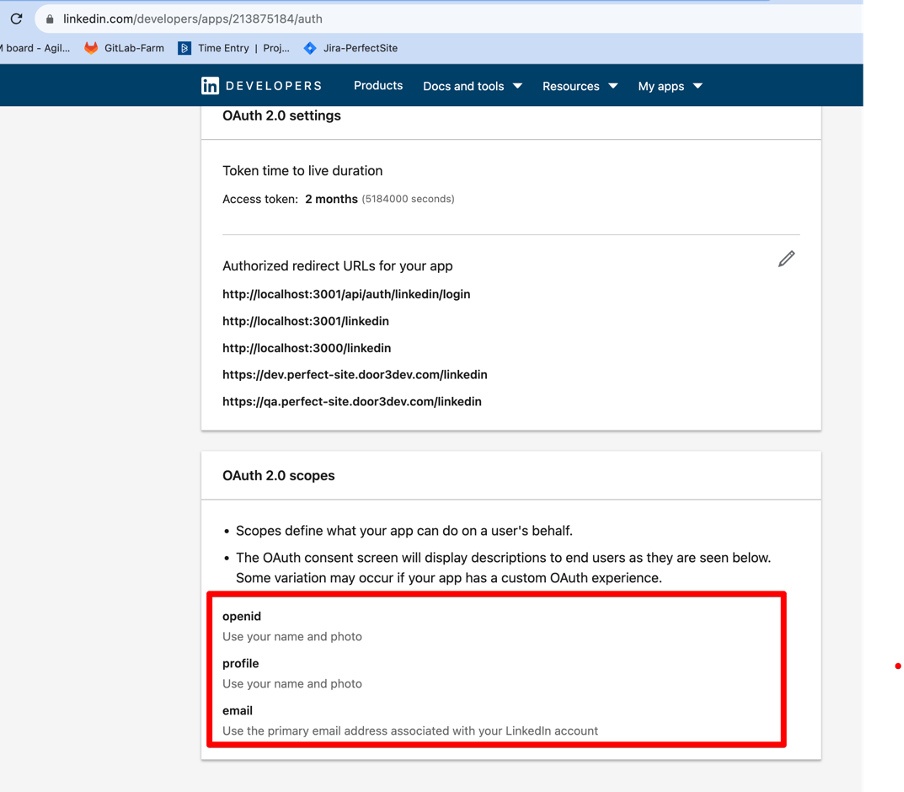 linkedin.com/developers/apps/213875184/auth
M board - Agil... GitLab-Farm Time Entry | Proj... Jira-PerfectSite
in DEVELOPERS Products Docs and tools Resources My apps
OAuth 2.0 settings
Token time to live duration
Access token: 2 months (5184000 seconds)
Authorized redirect URLs for your app
http://localhost:3001/api/auth/linkedin/login
http://localhost:3001/linkedin
http://localhost:3000/linkedin
https://dev.perfect-site.door3dev.com/linkedin
https://qa.perfect-site.door3dev.com/linkedin
OAuth 2.0 scopes
• Scopes define what your app can do on a user's behalf.
• The OAuth consent screen will display descriptions to end users as they are seen below.
Some variation may occur if your app has a custom OAuth experience.
openid
Use your name and photo
profile
Use your name and photo
email
Use the primary email address associated with your LinkedIn account